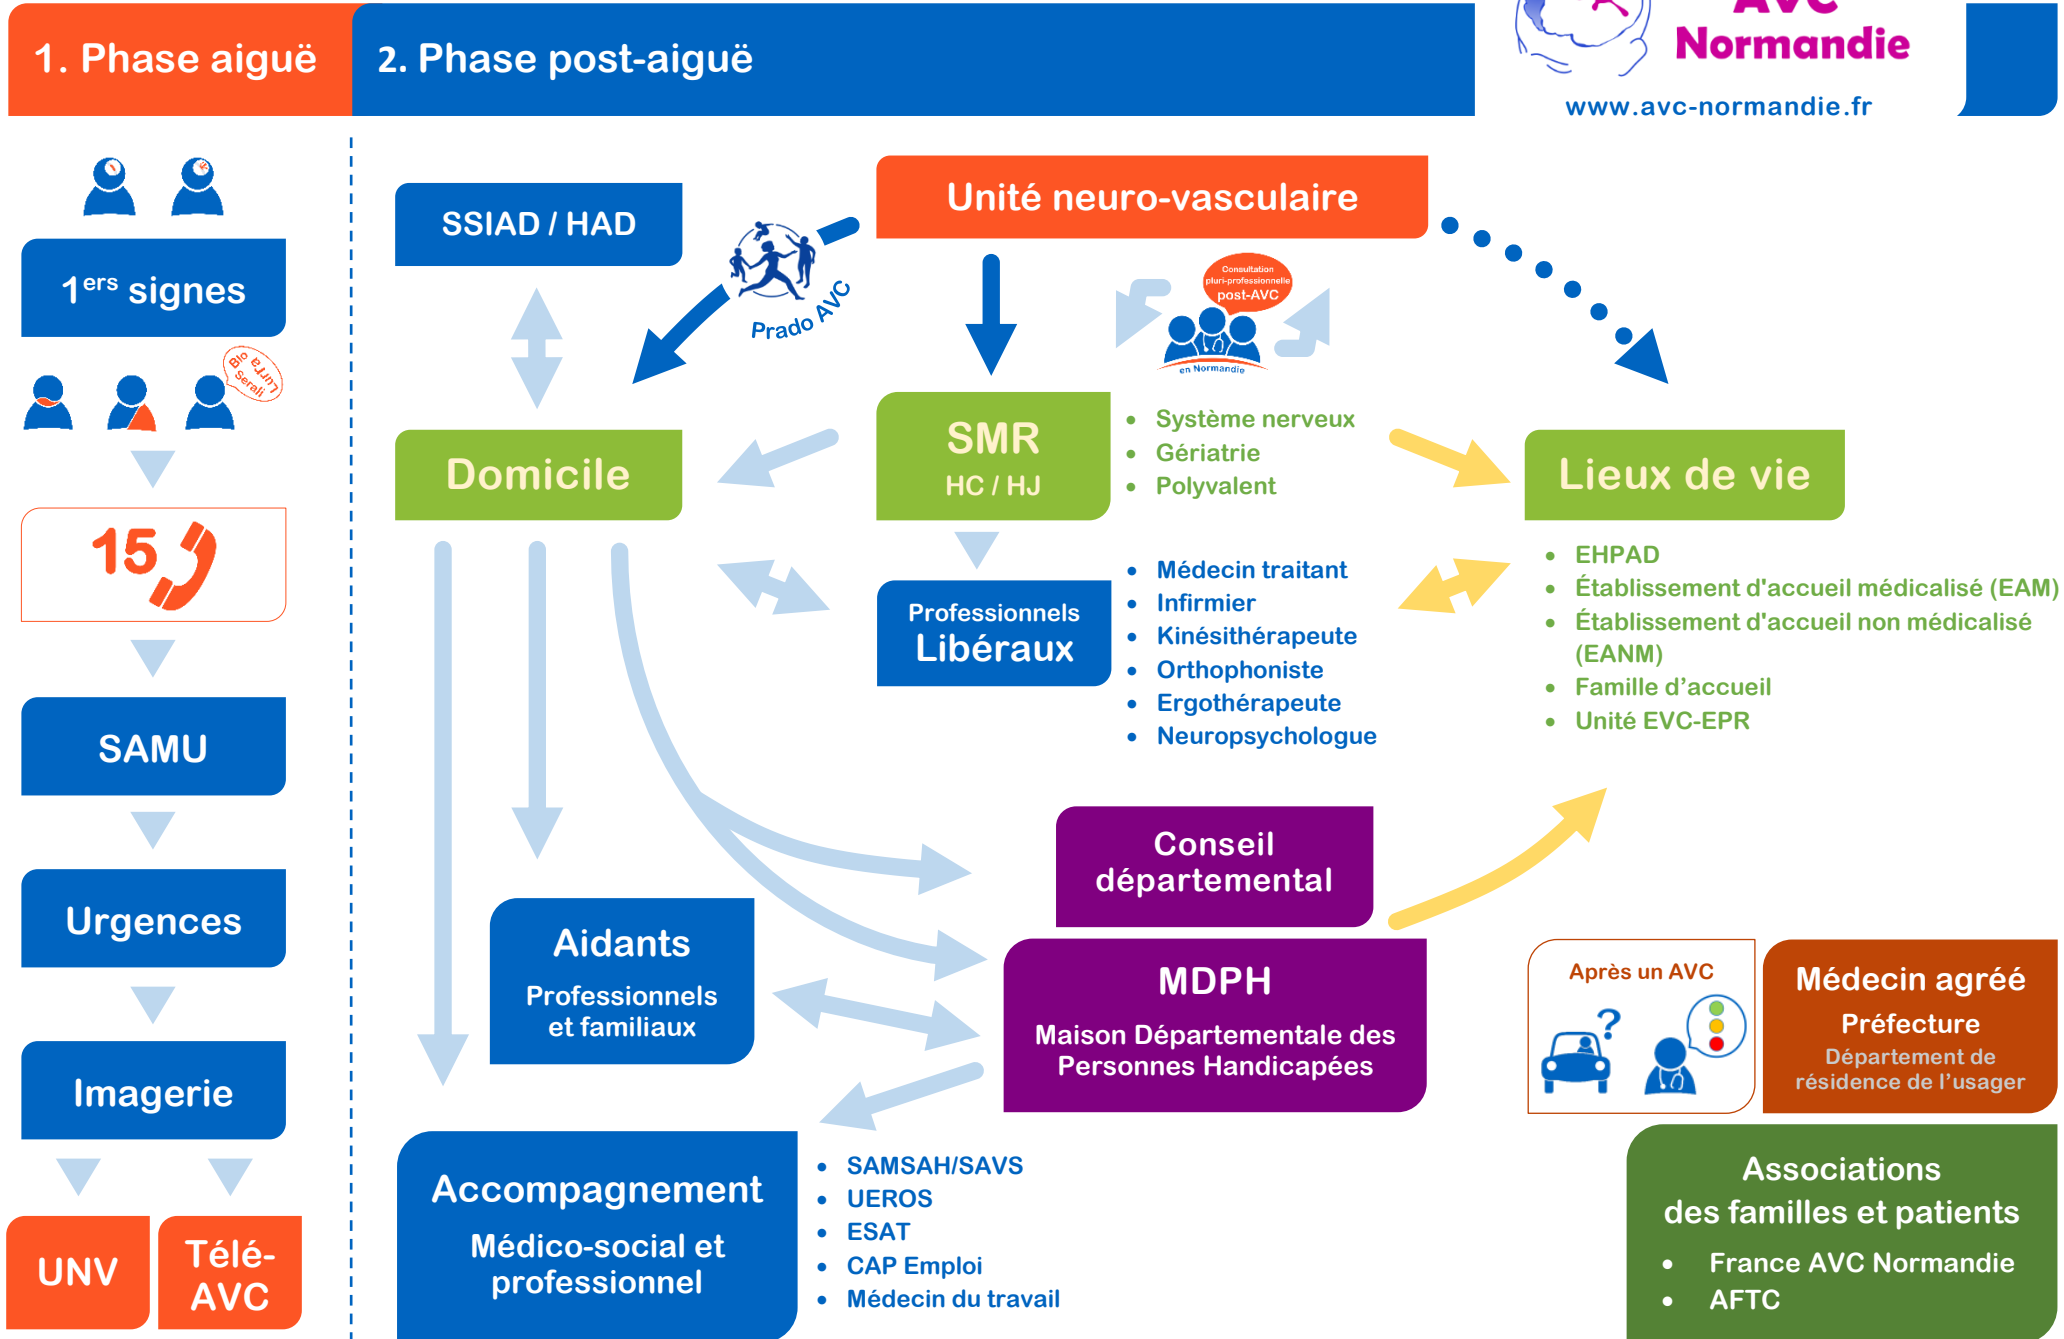 1. Phase aiguë
2. Phase post-aiguë
AVC
Normandie
www.avc-normandie.fr
1ers signes
Blo
Lurra
Bl Serali
15
SAMU
Urgences
Imagerie
UNV
Télé-
AVC
SSIAD / HAD
Unité neuro-vasculaire
Prado AVC
Consultation
pluri-professionnelle
post-AVC
en Normandie
Domicile
SMR
HC / HJ
• Système nerveux
• Gériatrie
• Polyvalent
Lieux de vie
• EHPAD
• Établissement d'accueil médicalisé (EAM)
• Établissement d'accueil non médicalisé
(EANM)
• Famille d’accueil
• Unité EVC-EPR
Professionnels
Libéraux
• Médecin traitant
• Infirmier
• Kinésithérapeute
• Orthophoniste
• Ergothérapeute
• Neuropsychologue
Conseil
départemental
MDPH
Maison Départementale des
Personnes Handicapées
Aidants
Professionnels
et familiaux
Après un AVC
?
Médecin agréé
Préfecture
Département de
résidence de l’usager
Accompagnement
Médico-social et
professionnel
• SAMSAH/SAVS
• UEROS
• ESAT
• CAP Emploi
• Médecin du travail
Associations
des familles et patients
• France AVC Normandie
• AFTC